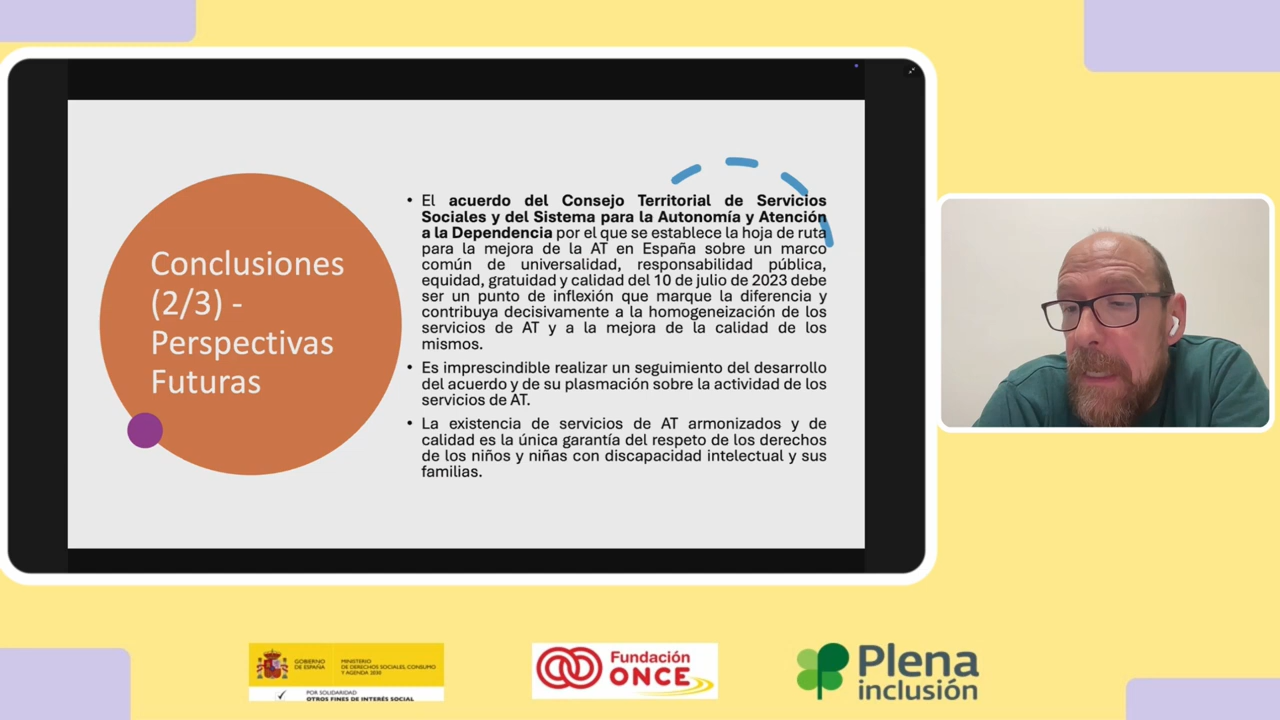 Conclusiones
(2/3) -
Perspectivas
Futuras
• El acuerdo del Consejo Territorial de Servicios
Sociales y del Sistema para la Autonomía y Atención
a la Dependencia por el que se establece la hoja de ruta
para la mejora de la AT en España sobre un marco
común de universalidad, responsabilidad pública,
equidad, gratuidad y calidad del 10 de julio de 2023 debe
ser un punto de inflexión que marque la diferencia y
contribuya decisivamente a la homogeneización de los
servicios de AT y a la mejora de la calidad de los
mismos.
• Es imprescindible realizar un seguimiento del desarrollo
del acuerdo y de su plasmación sobre la actividad de los
servicios de AT.
• La existencia de servicios de AT armonizados y de
calidad es la única garantía del respeto de los derechos
de los niños y niñas con discapacidad intelectual y sus
familias.
GOBIERNO
DE ESPAÑA
MINISTERIO
DE DERECHOS SOCIALES, CONSUMO
Y AGENDA 2030
POR SOLIDARIDAD
OTROS FINES DE INTERÉS SOCIAL
Fundación
ONCE
Plena
inclusión